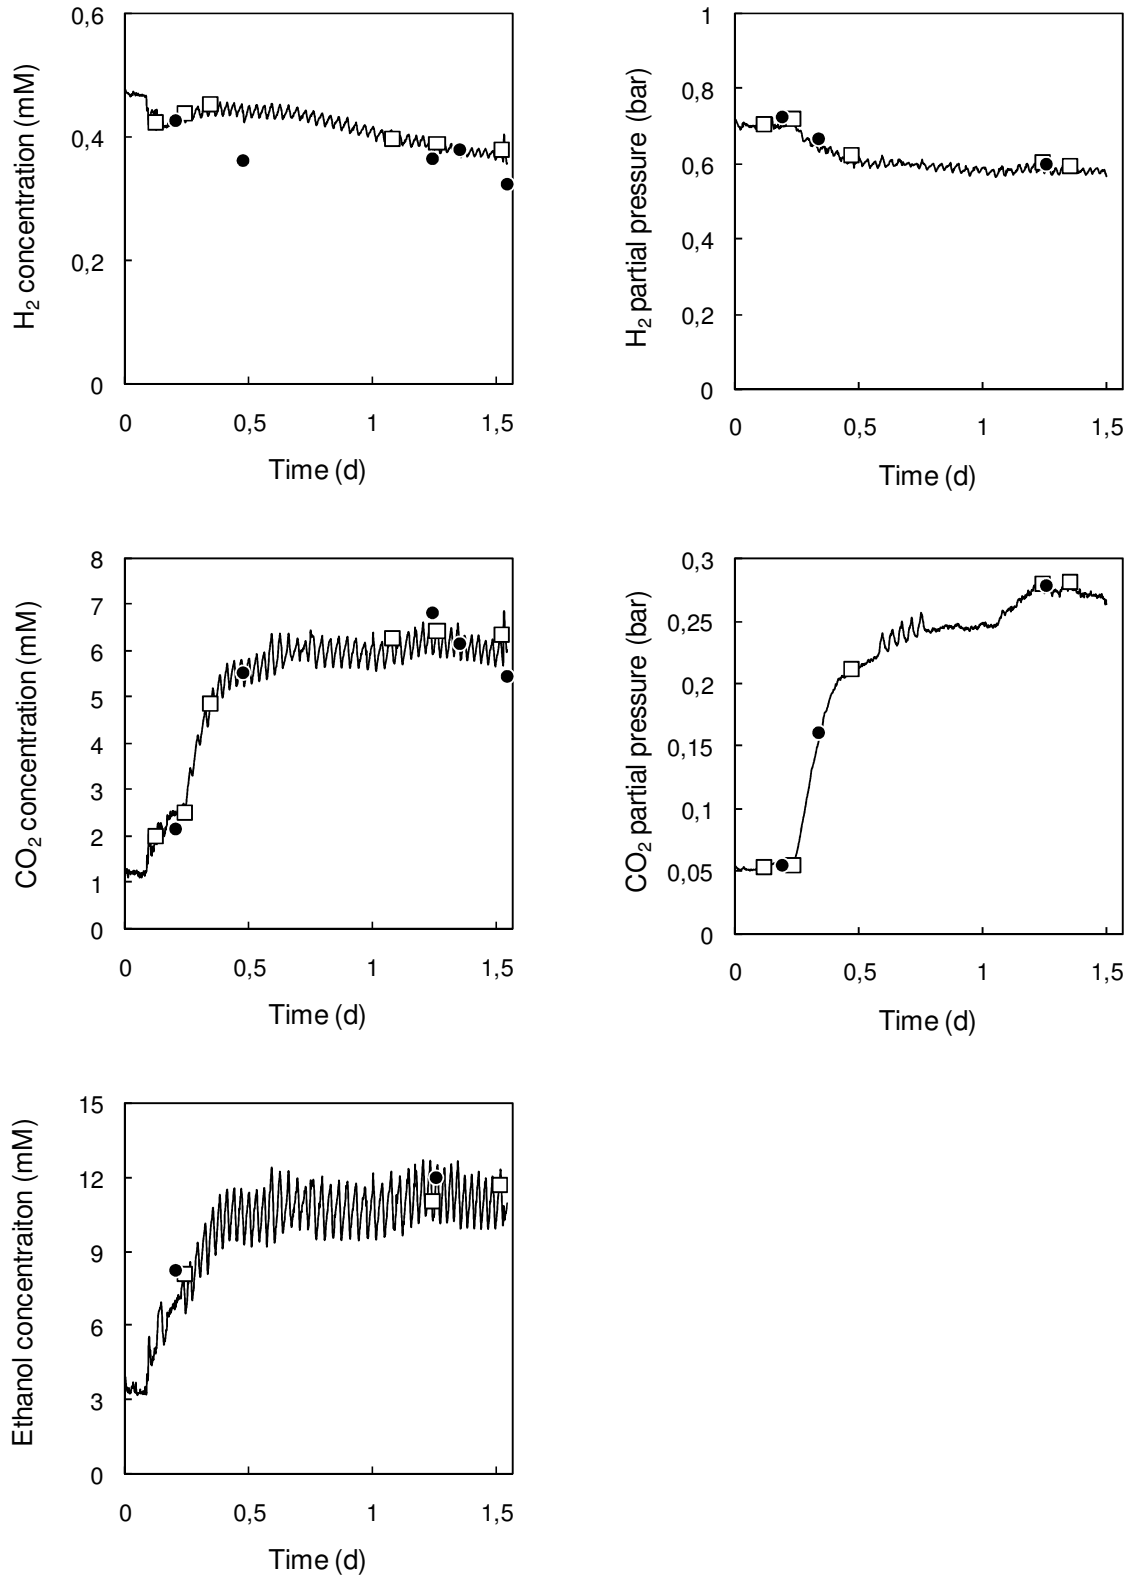 H₂ concentration (mM)
0,6
0,4
0,2
0
0 0,5 1 1,5
Time (d)
H₂ partial pressure (bar)
1
0,8
0,6
0,4
0,2
0
0 0,5 1 1,5
Time (d)
CO₂ concentration (mM)
8
7
6
5
4
3
2
1
0
0 0,5 1 1,5
Time (d)
CO₂ partial pressure (bar)
0,3
0,25
0,2
0,15
0,1
0,05
0
0 0,5 1 1,5
Time (d)
Ethanol concentraiton (mM)
15
12
9
6
3
0
0 0,5 1 1,5
Time (d)